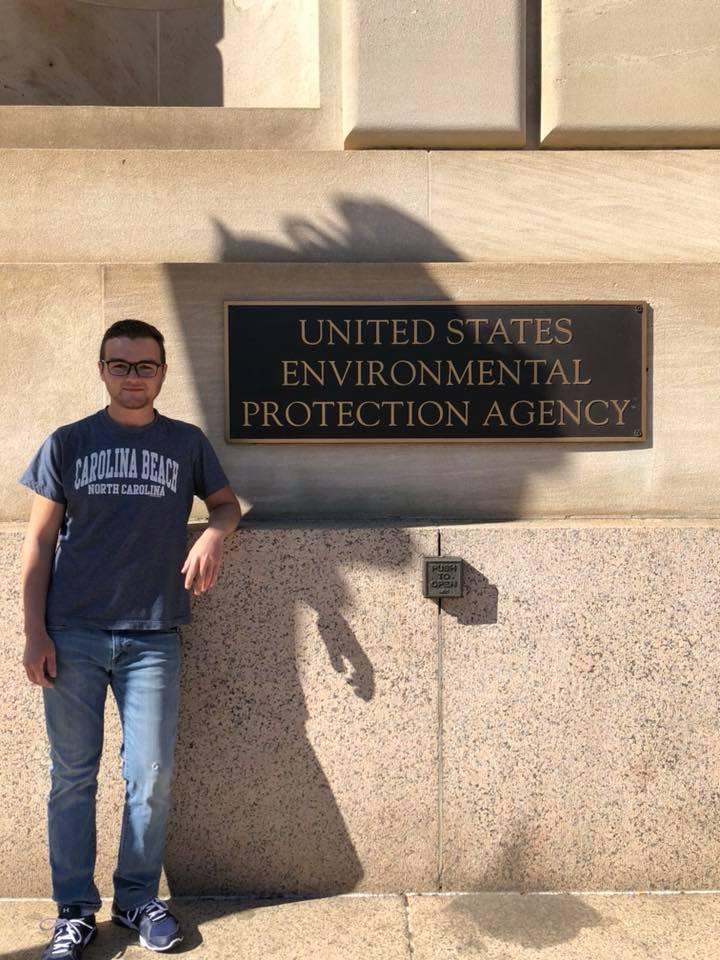 UNITED STATES
ENVIRONMENTAL
PROTECTION AGENCY
CAROLINA BEACH
NORTH CAROLINA
PUSH
TO
OPEN